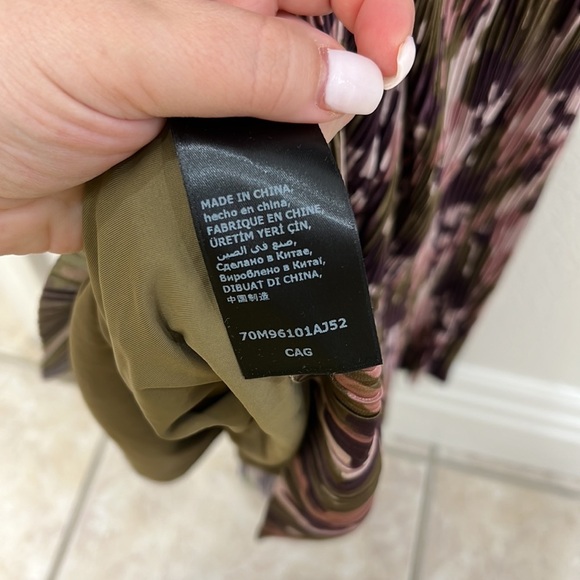 MADE IN CHINA,
hecho en china,
FABRIQUE EN CHINE,
ÜRETİM YERİ ÇİN,
صنع في الصين,
Сделано в Китае,
Вироблено в Китаї,
DIBUAT DI CHINA,
中国制造
70M96101AJ52
CAG